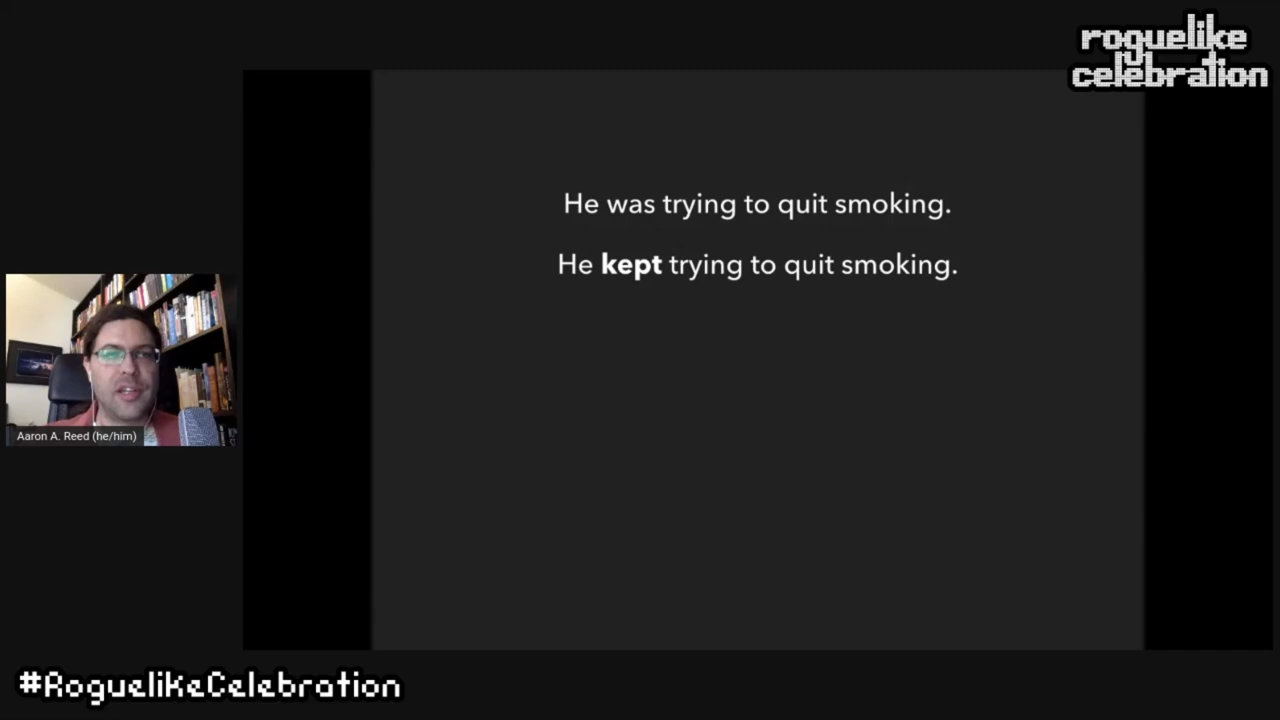 roguelike
celebration
He was trying to quit smoking.
He kept trying to quit smoking.
Aaron A. Reed (he/him)
#RoguelikeCelebration